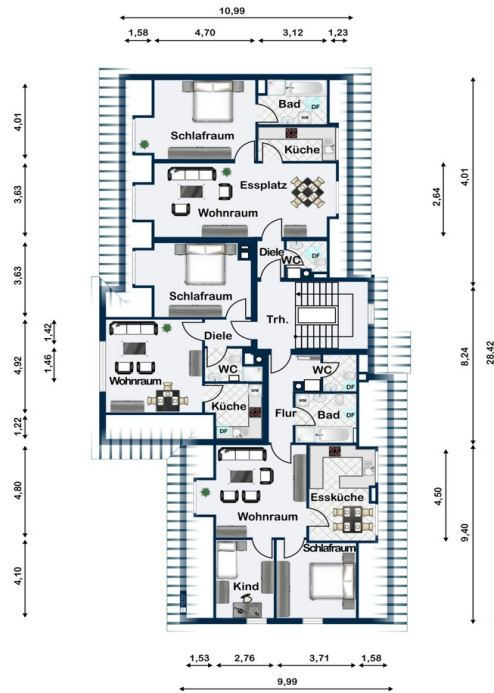 10,99
1,58 4,70 3,12 1,23
4,01
3,63
3,63
1,42
4,92
1,46
1,22
4,80
4,10
Bad
DF
WM
Schlafraum
Küche
Essplatz
Wohnraum
Diele
WC
DF
Schlafraum
Trh.
Diele
WC
Wohnraum
Küche
WM
DF
WC
DF
Flur
WM
Bad
DF
Essküche
Wohnraum
Schlafraum
Kind
4,01
2,64
8,24
28.42
4,50
9,40
1,53 2,76 3,71 1,58
9,99